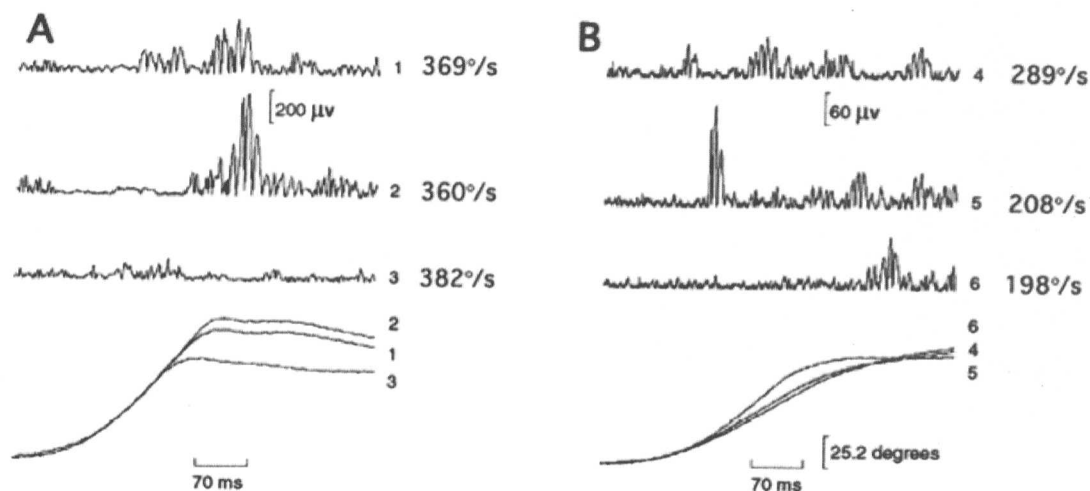 A
1 369°/s
200 μv
2 360°/s
3 382°/s
2
1
3
70 ms
B
4 289°/s
60 μv
5 208°/s
6 198°/s
6
4
5
25.2 degrees
70 ms